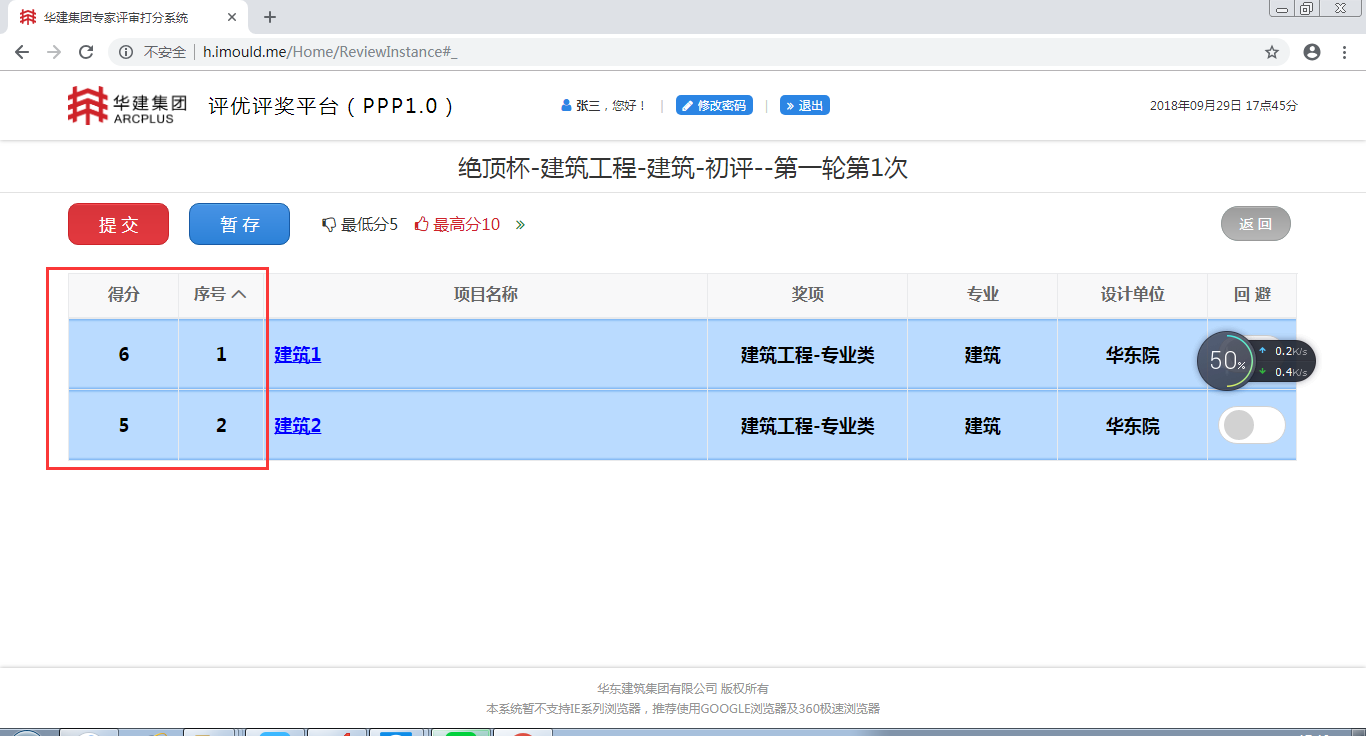 华建集团专家评审打分系统
不安全 h.imould.me/Home/ReviewInstance#_
华建集团
ARCPLUS
评优评奖平台（PPP1.0）
张三，您好！ | 修改密码 | 退出
2018年09月29日 17点45分
绝顶杯-建筑工程-建筑-初评--第一轮第1次
提 交 暂 存 最低分5 最高分10 » 返 回
得分 序号 项目名称 奖项 专业 设计单位 回 避
6 1 建筑1 建筑工程-专业类 建筑 华东院
50% 0.2K/s
0.4K/s
5 2 建筑2 建筑工程-专业类 建筑 华东院
华东建筑集团有限公司 版权所有
本系统暂不支持IE系列浏览器，推荐使用GOOGLE浏览器及360极速浏览器